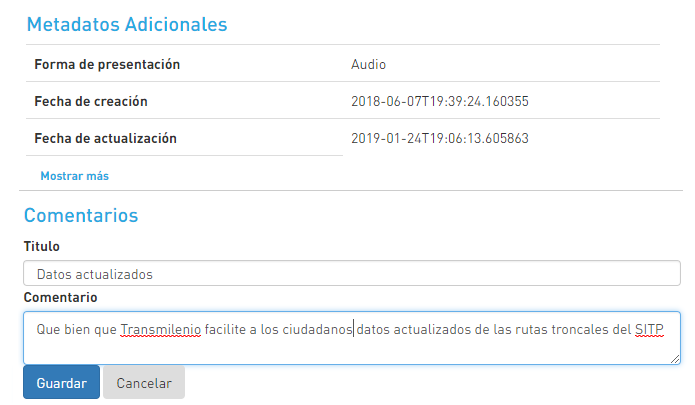 Metadatos Adicionales
Forma de presentación Audio
Fecha de creación 2018-06-07T19:39:24.160355
Fecha de actualización 2019-01-24T19:06:13.605863
Mostrar más
Comentarios
Titulo
Datos actualizados
Comentario
Que bien que Transmilenio facilite a los ciudadanos datos actualizados de las rutas troncales del SITP
Guardar Cancelar